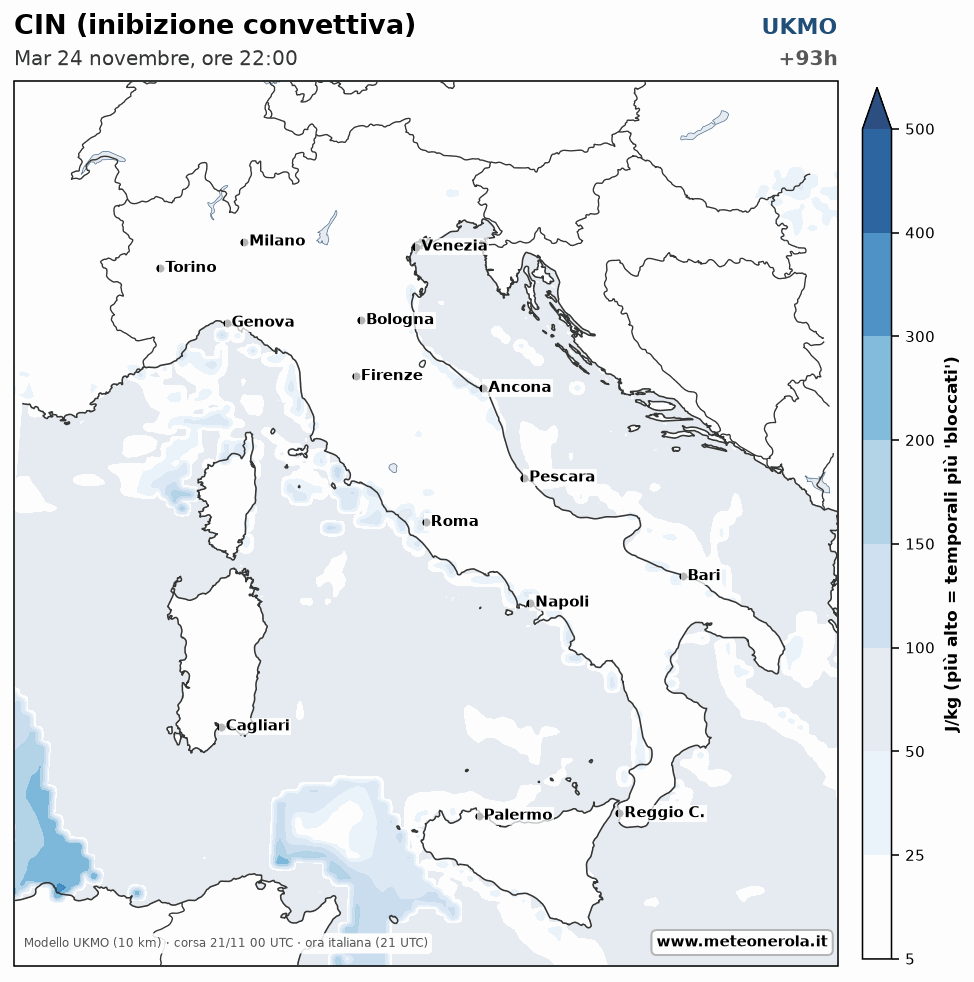 CIN (inibizione convettiva)
UKMO
Mar 24 novembre, ore 22:00
+93h
Milano
Venezia
Torino
Genova
Bologna
Firenze
Ancona
Pescara
Roma
Bari
Napoli
Cagliari
Palermo
Reggio C.
Modello UKMO (10 km) · corsa 21/11 00 UTC · ora italiana (21 UTC)
www.meteonerola.it
500
400
300
200
150
100
50
25
5
J/kg (più alto = temporali più 'bloccati')